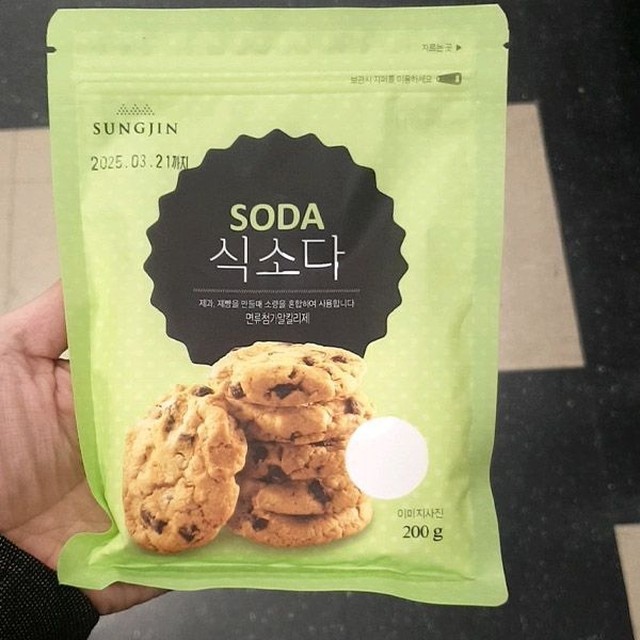 자르는 곳 ▶
보관시 지퍼를 이용하세요
SUNGJIN
2025.03.21까지
SODA
식소다
제과, 제빵을 만들때 소량을 혼합하여 사용합니다
면류첨가알칼리제
이미지사진
200 g